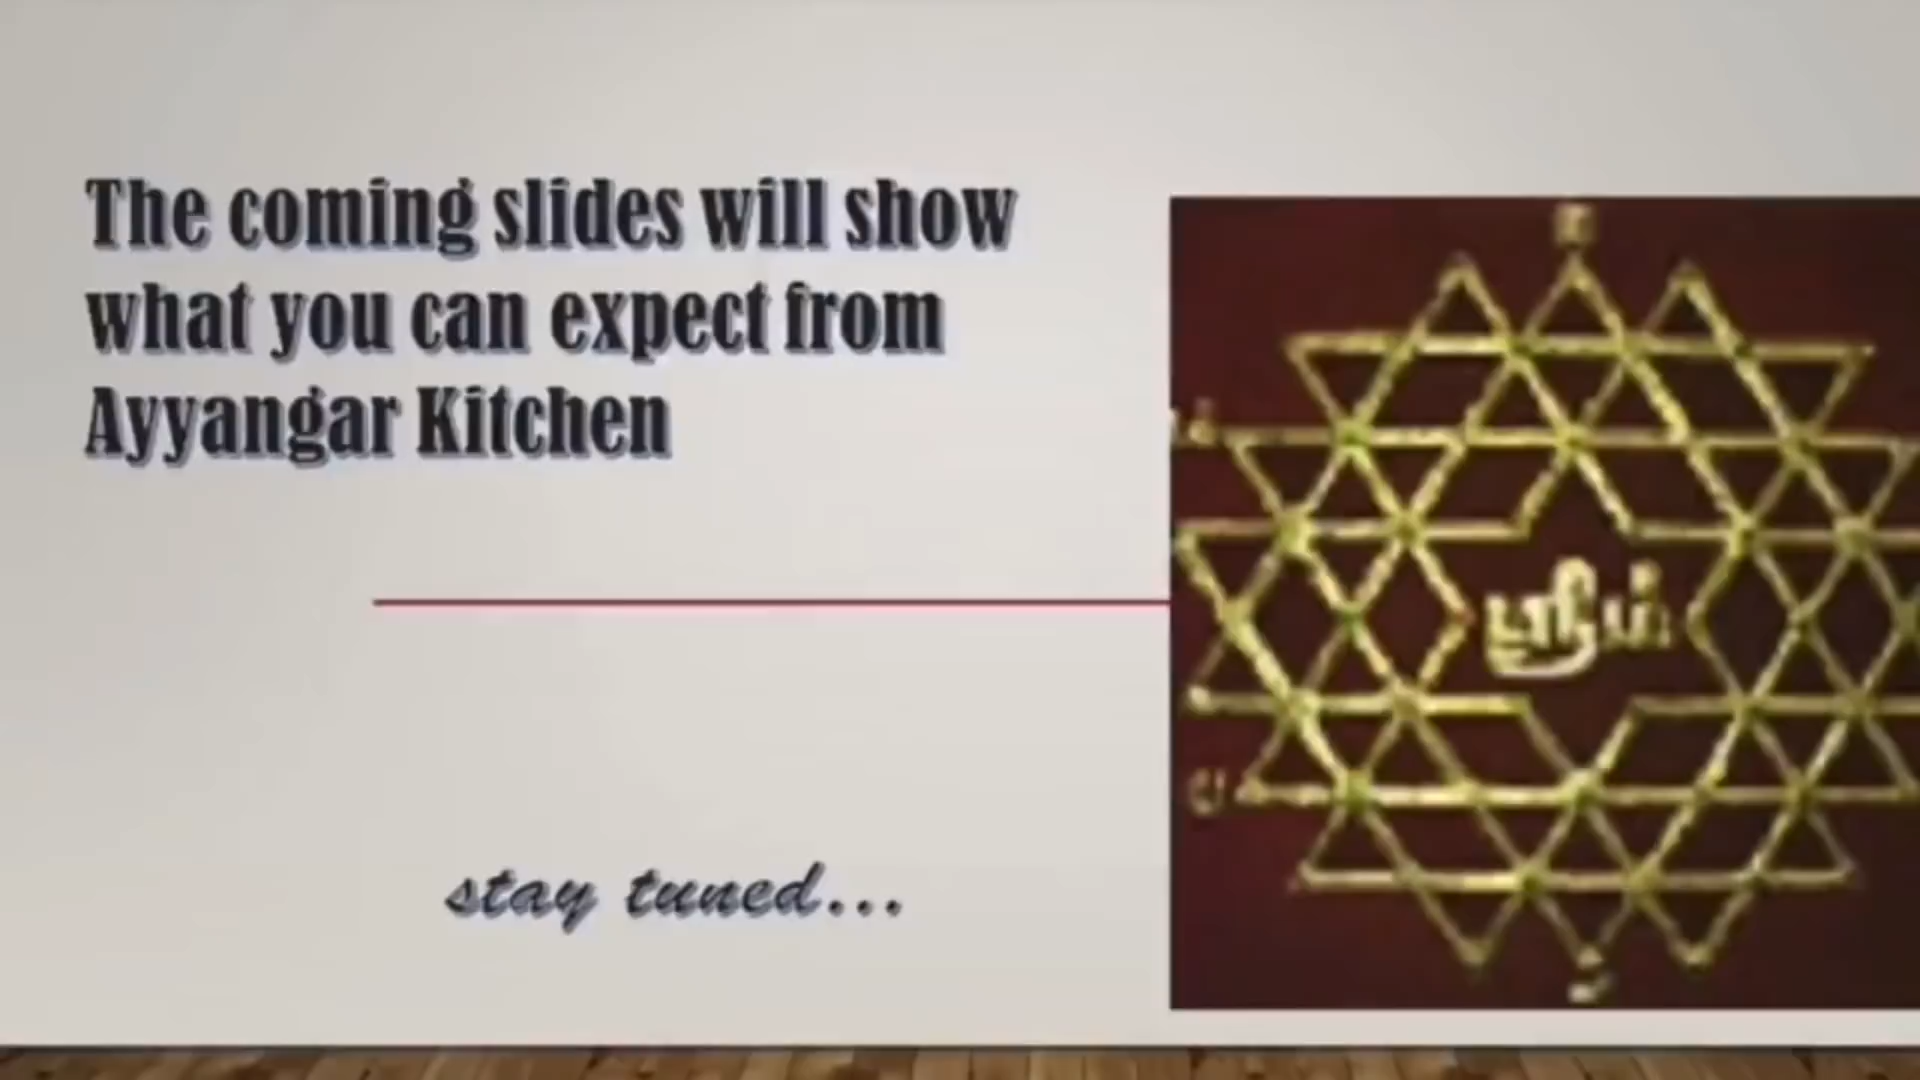 The coming slides will show
what you can expect from
Ayyangar Kitchen
ஸ்ரீம்
stay tuned...